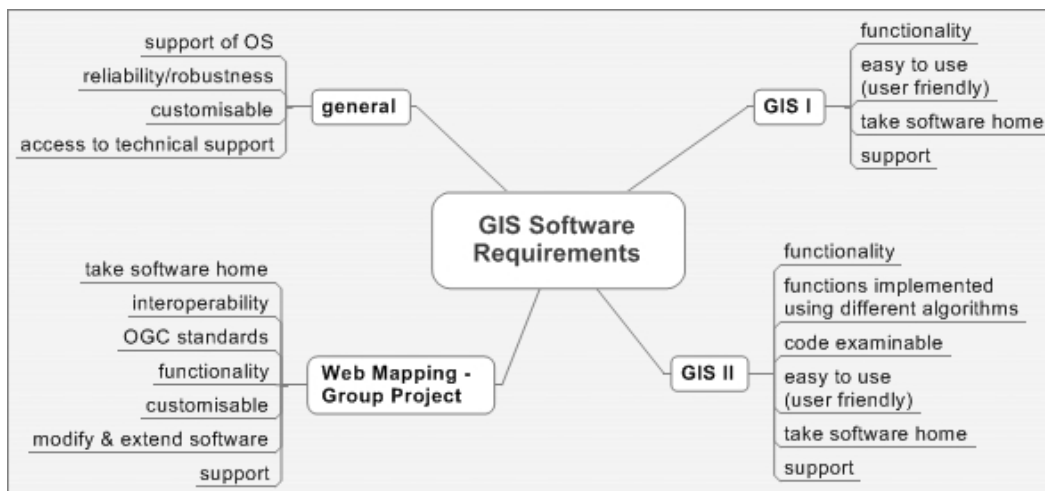 support of OS
reliability/robustness
customisable
access to technical support
general
GIS I
functionality
easy to use
(user friendly)
take software home
support
GIS Software
Requirements
take software home
interoperability
OGC standards
functionality
customisable
modify & extend software
support
Web Mapping -
Group Project
GIS II
functionality
functions implemented
using different algorithms
code examinable
easy to use
(user friendly)
take software home
support